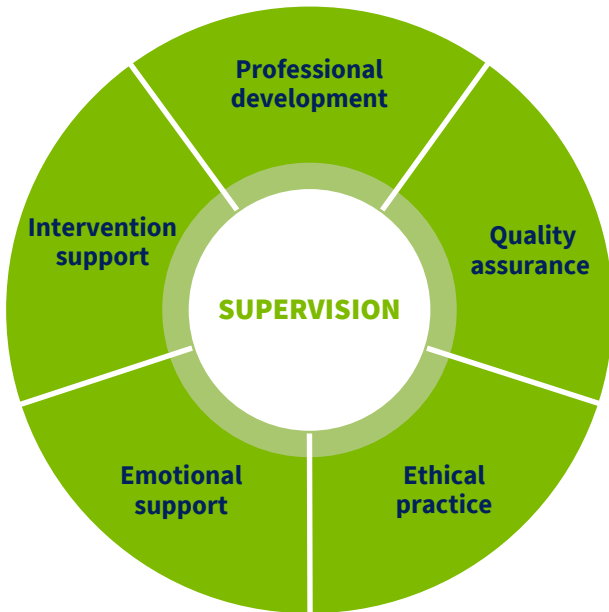 Professional
development
Intervention
support
Quality
assurance
SUPERVISION
Emotional
support
Ethical
practice